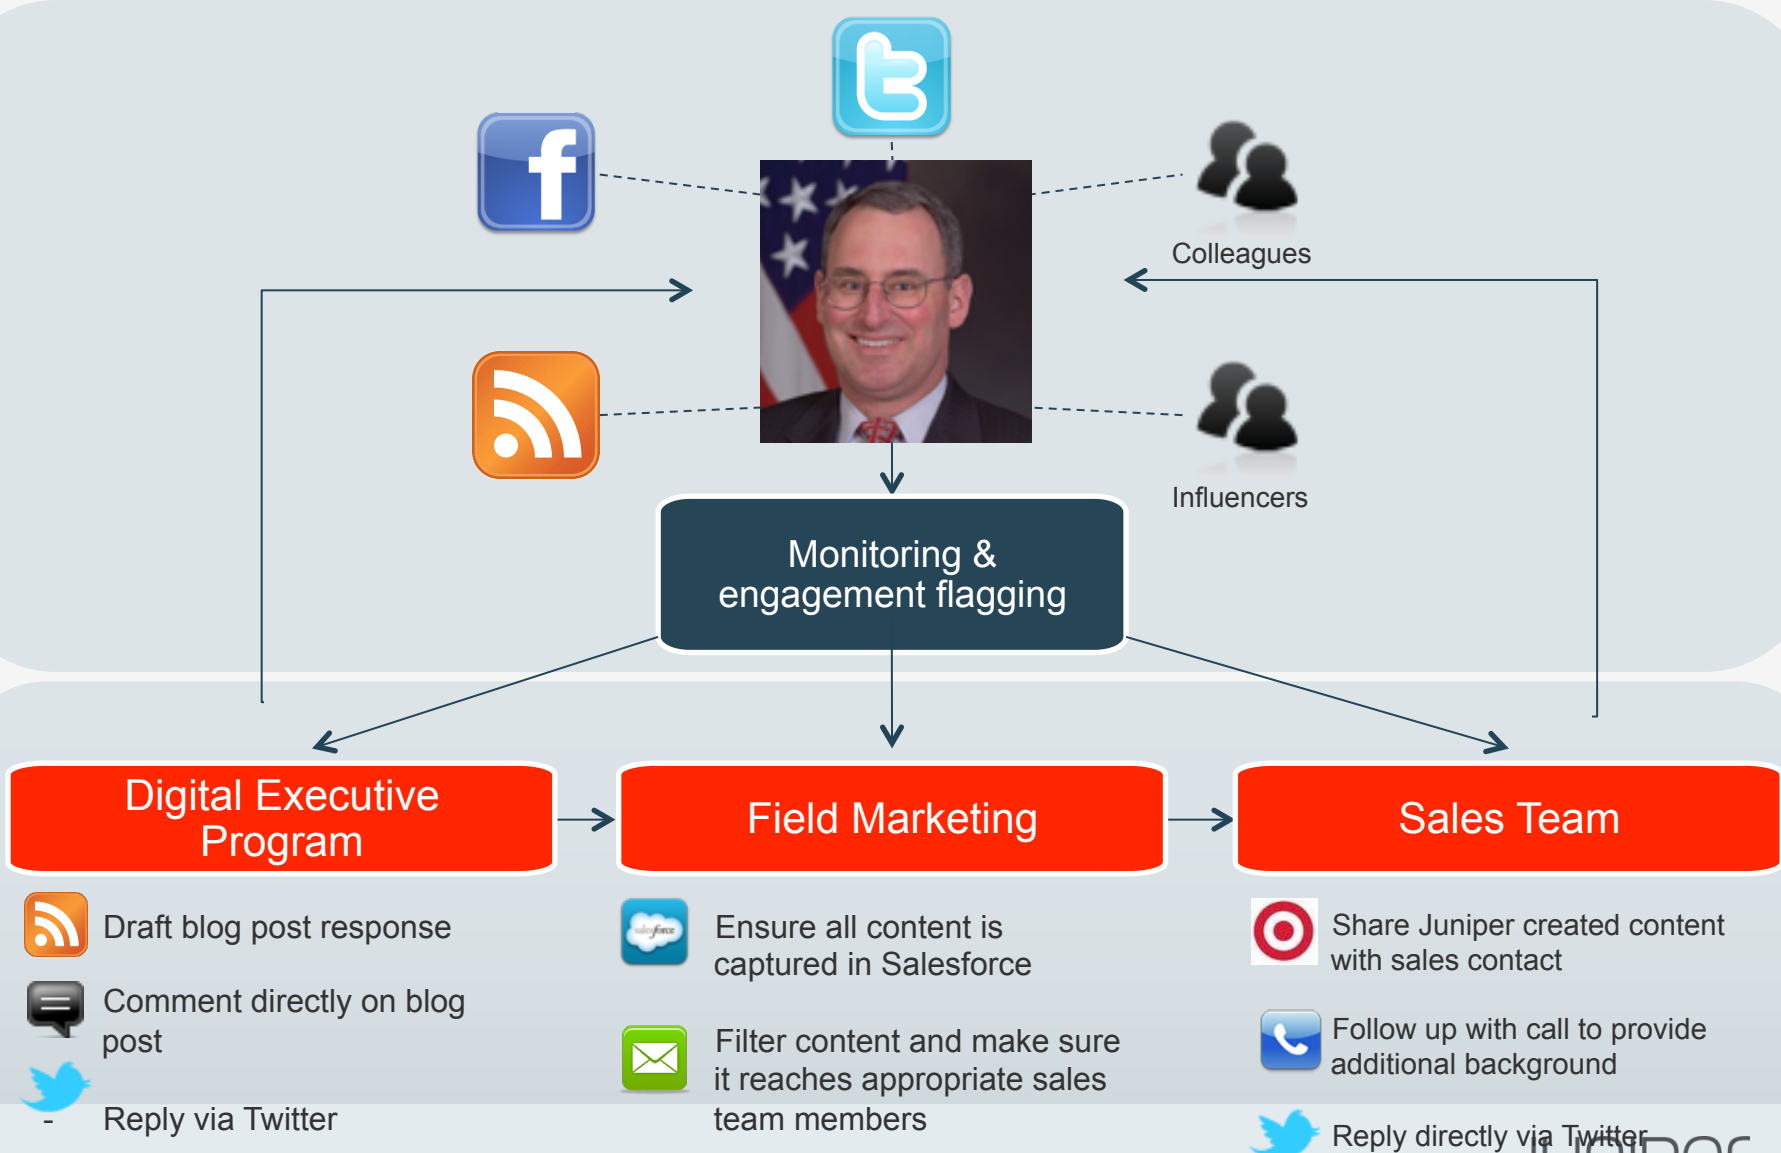 Colleagues
Influencers
Monitoring &
engagement flagging
Digital Executive
Program
Field Marketing
Sales Team
Draft blog post response
Comment directly on blog
post
-
Reply via Twitter
salesforce
Ensure all content is
captured in Salesforce
Filter content and make sure
it reaches appropriate sales
team members
Share Juniper created content
with sales contact
Follow up with call to provide
additional background
Reply directly via Twitter